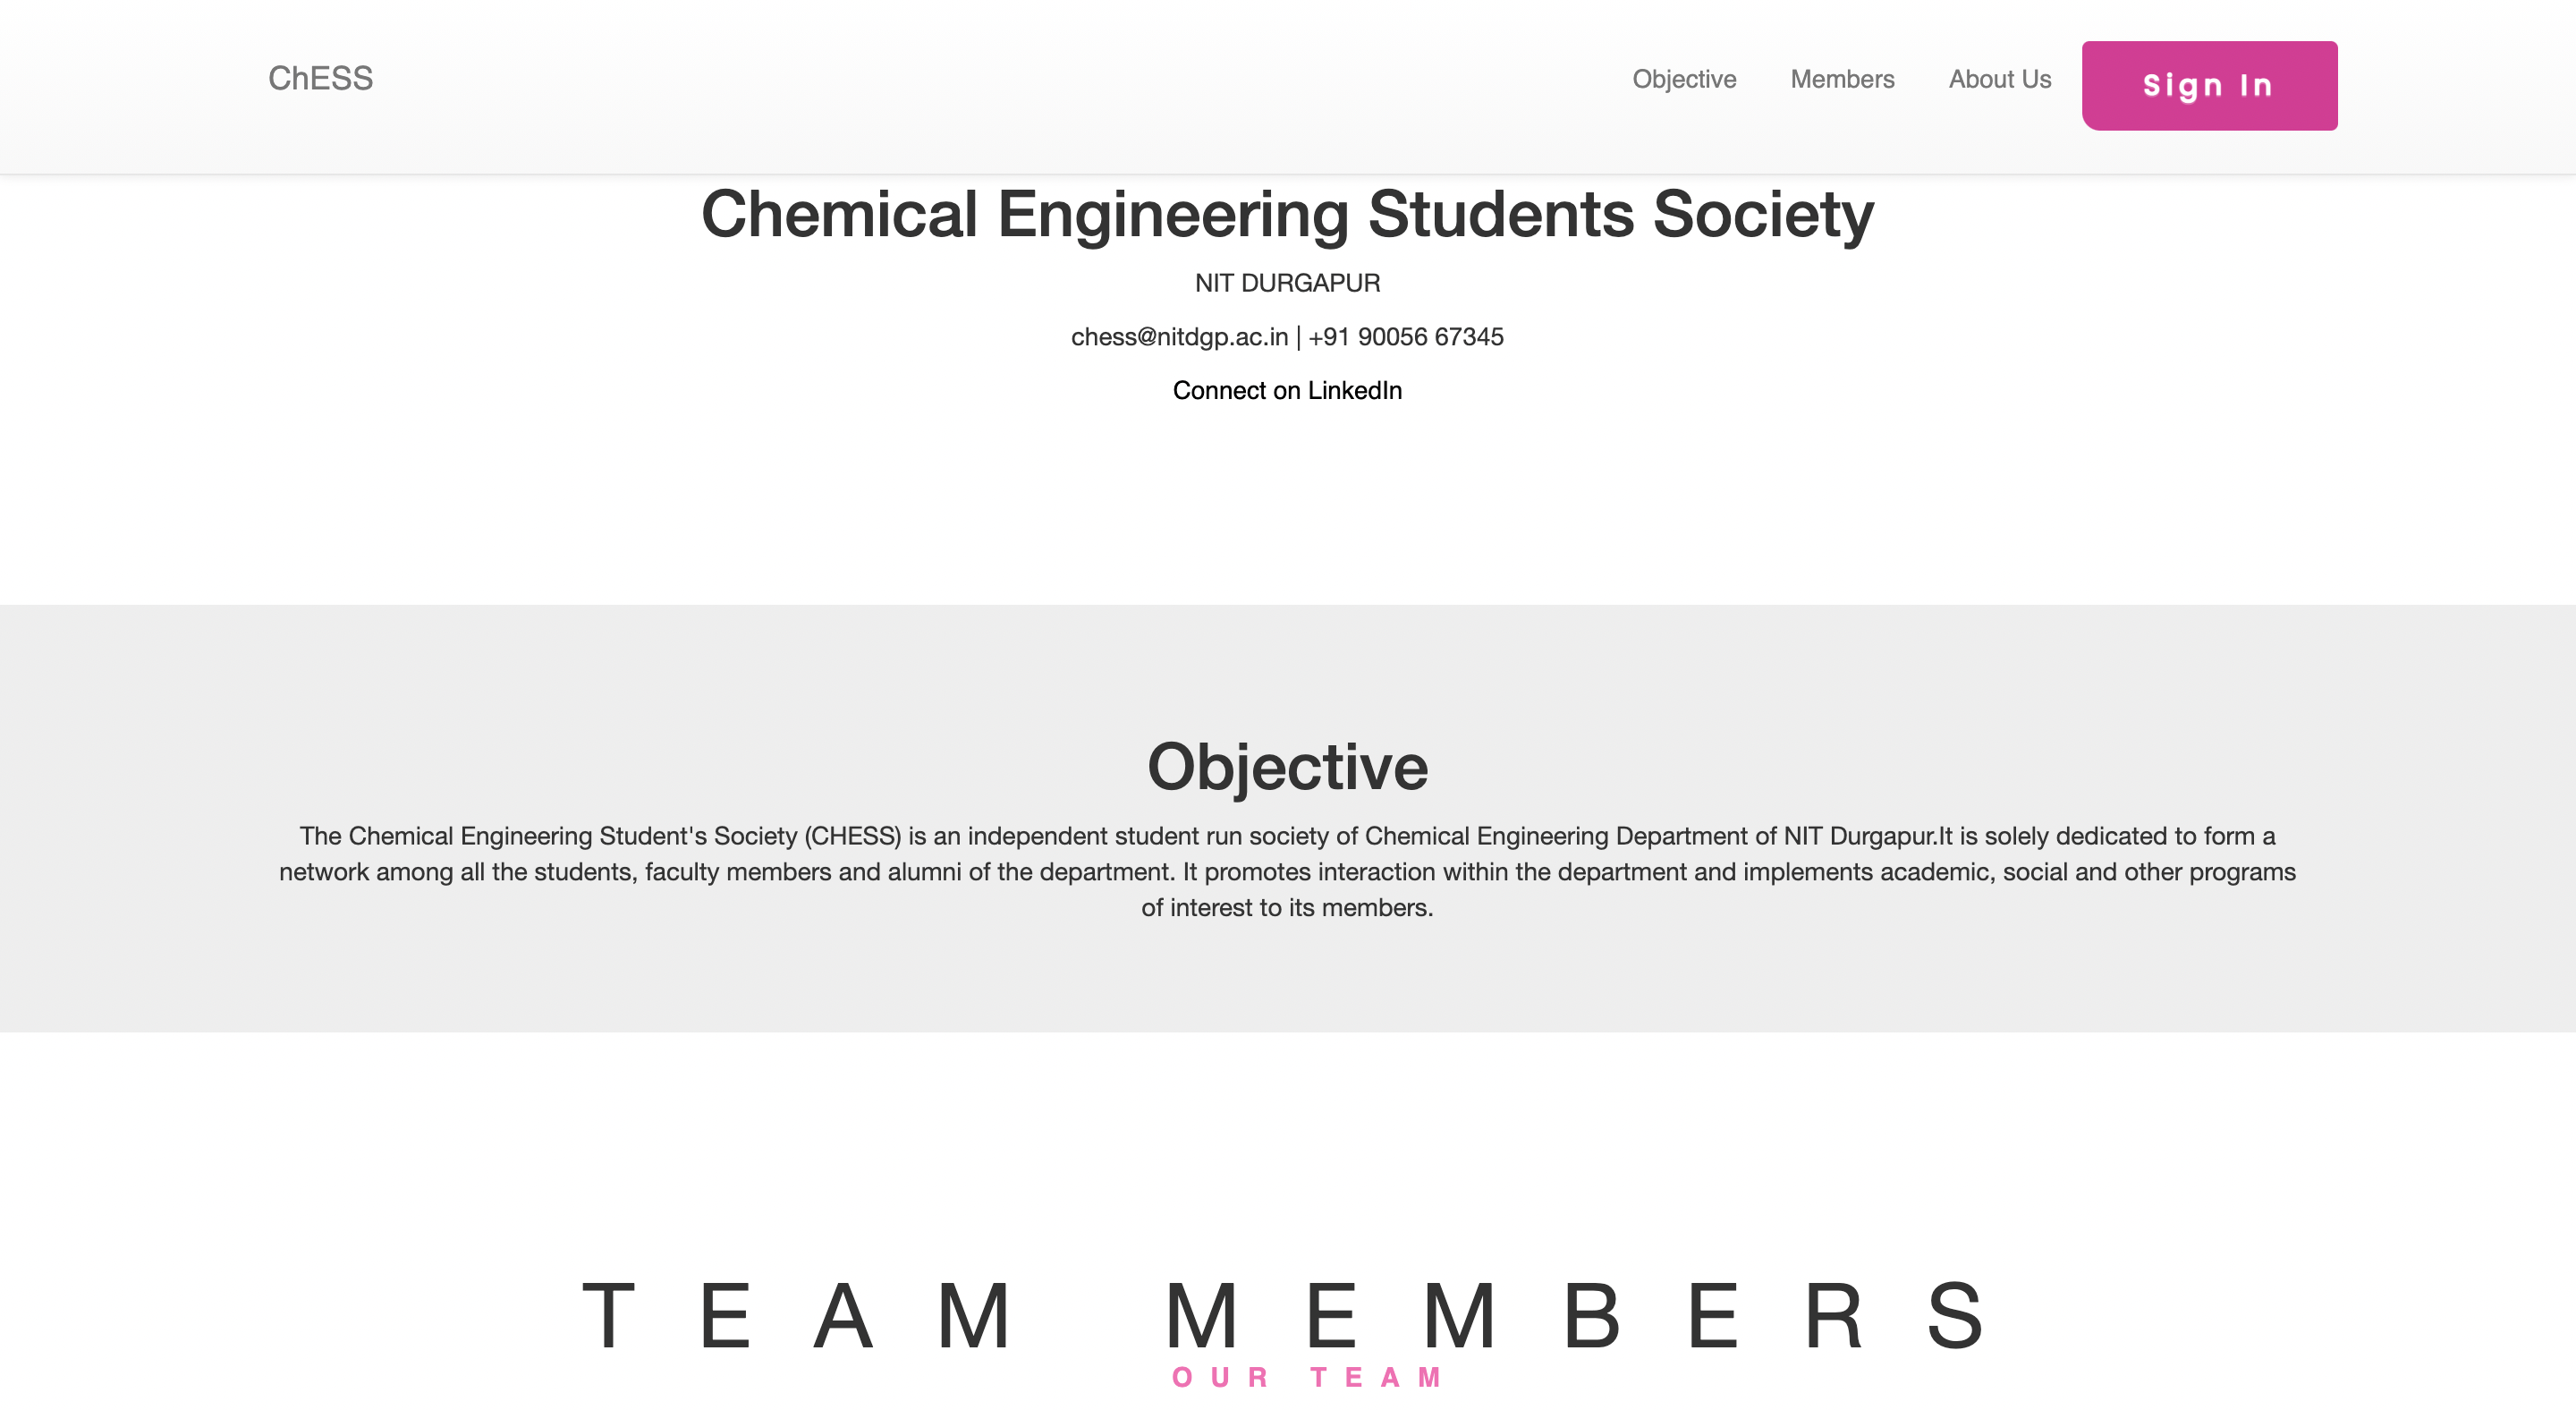 ChESS
Objective
Members
About Us
Sign In
Chemical Engineering Students Society
NIT DURGAPUR
chess@nitdgp.ac.in | +91 90056 67345
Connect on LinkedIn
Objective
The Chemical Engineering Student's Society (CHESS) is an independent student run society of Chemical Engineering Department of NIT Durgapur.It is solely dedicated to form a
network among all the students, faculty members and alumni of the department. It promotes interaction within the department and implements academic, social and other programs
of interest to its members.
TEAM MEMBERS
OUR TEAM